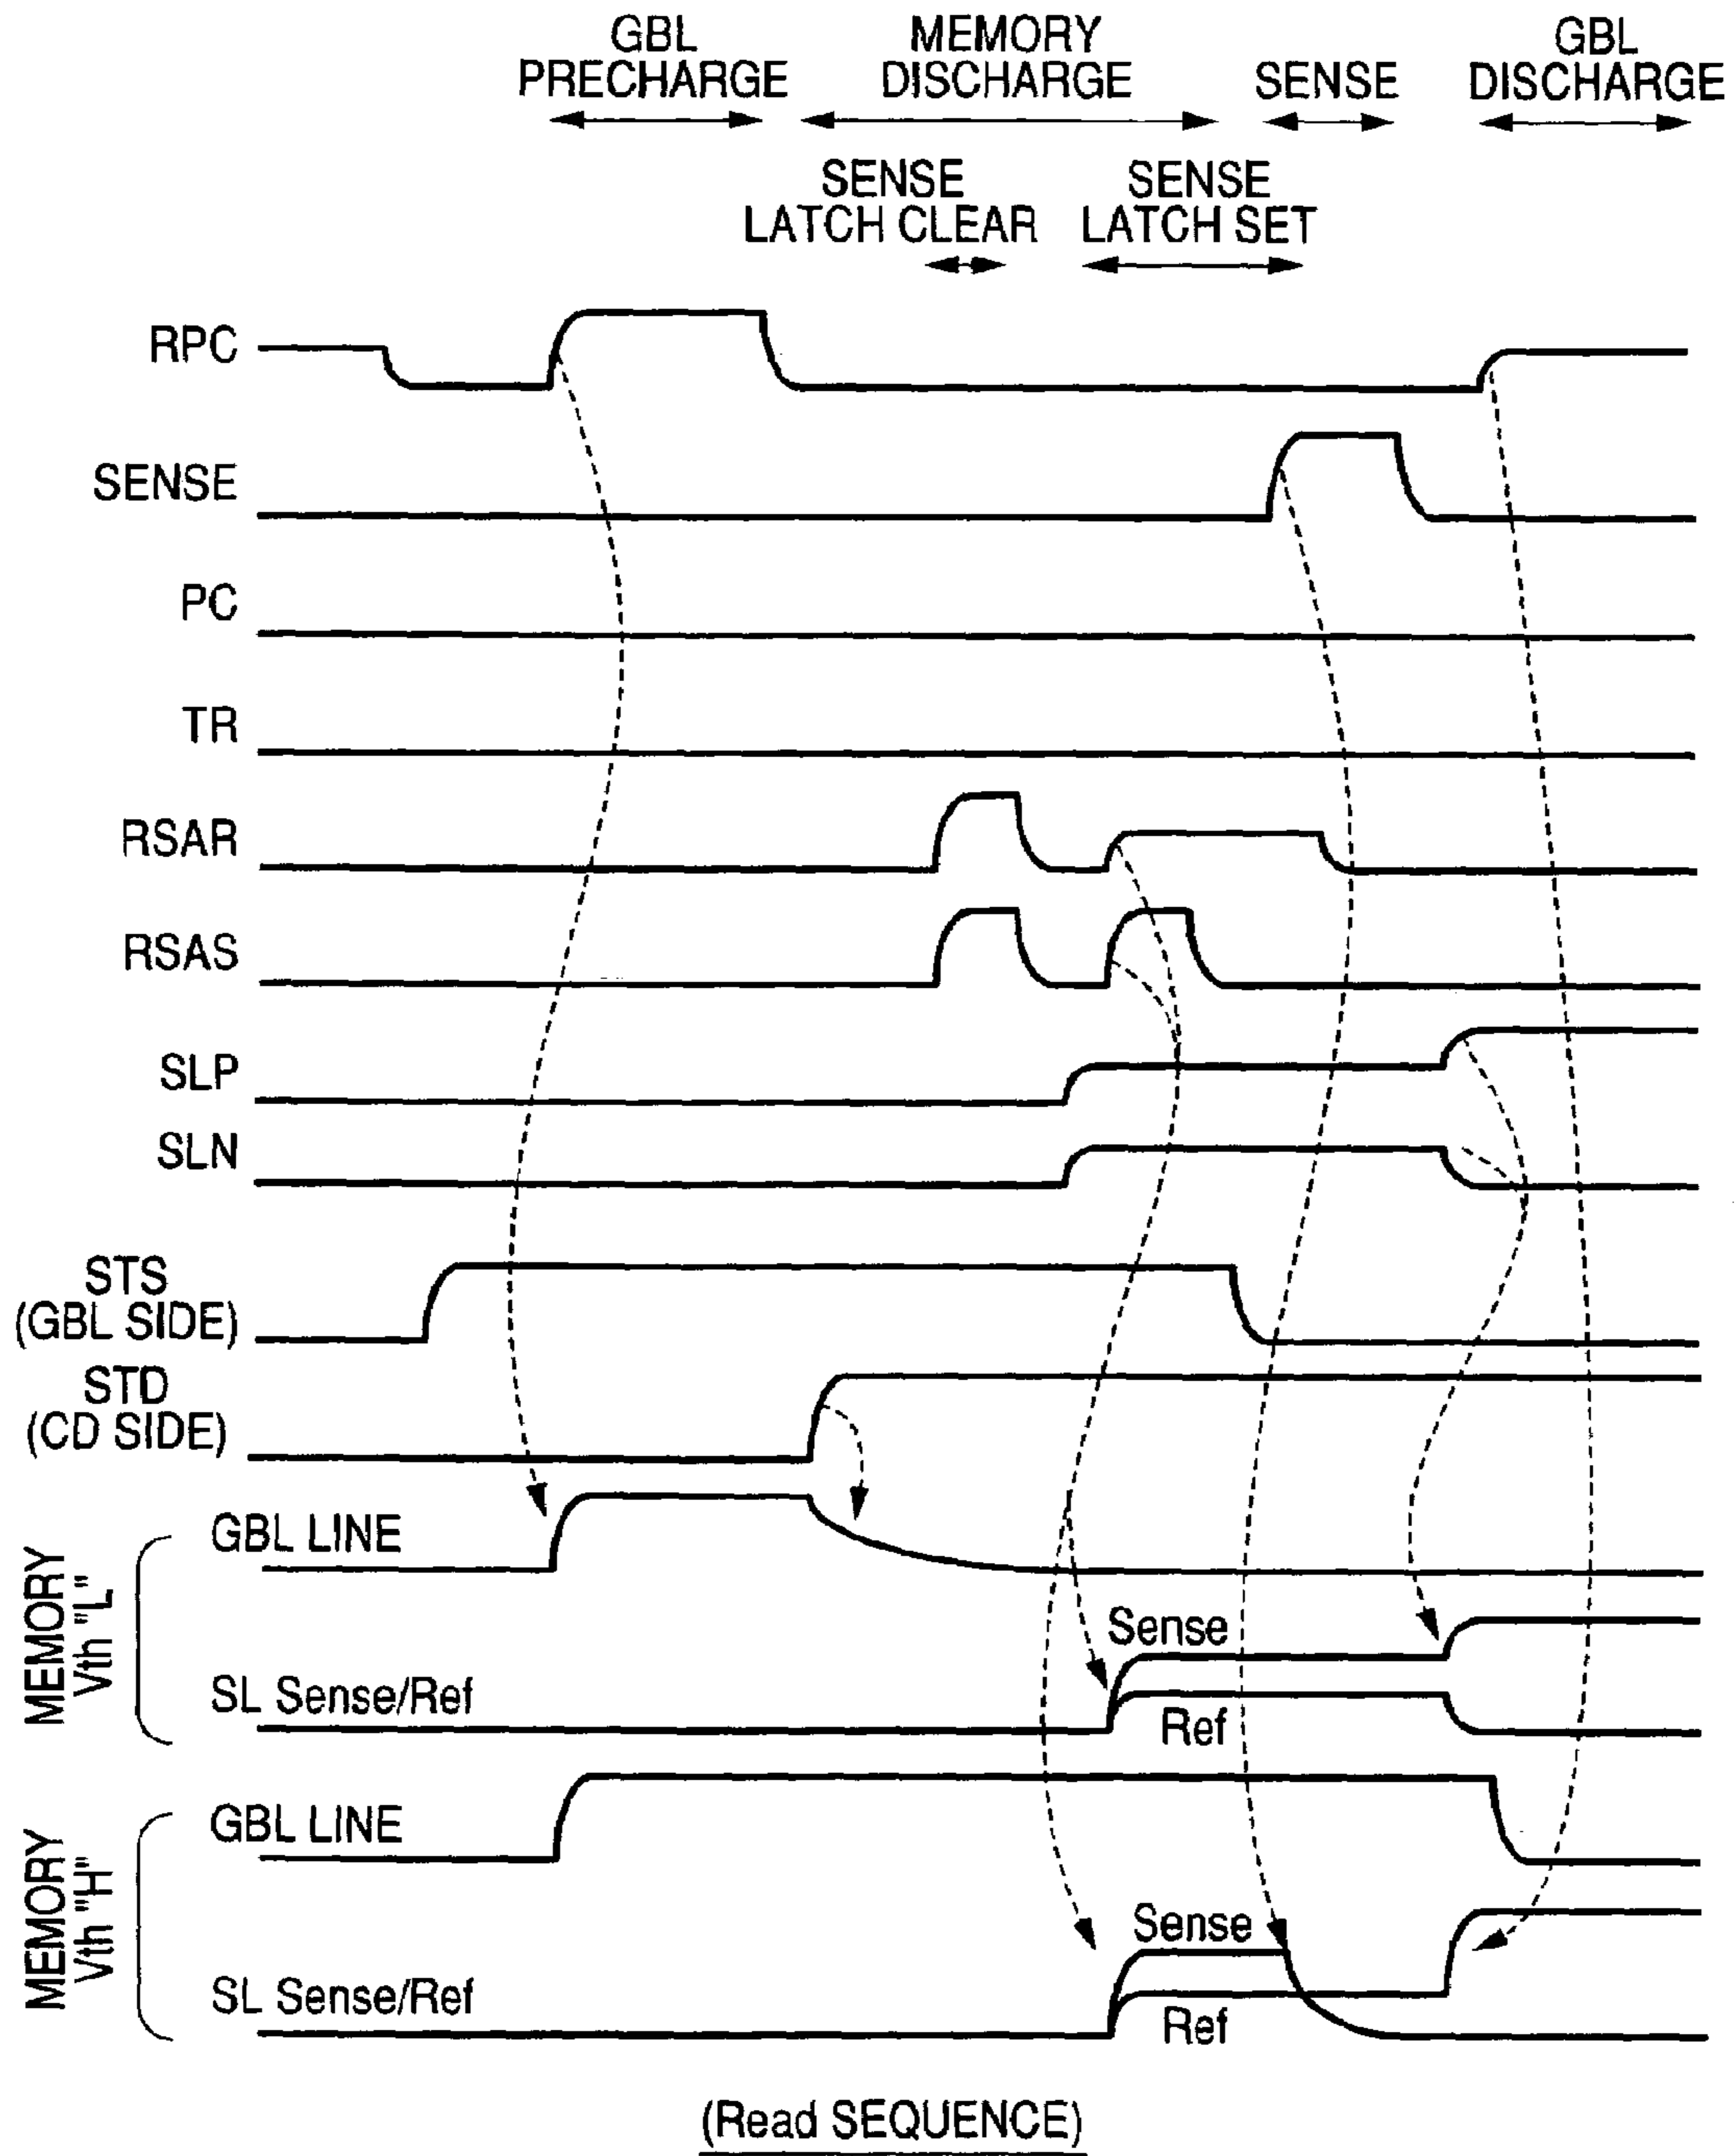 GBL
PRECHARGE
MEMORY
DISCHARGE
SENSE
GBL
DISCHARGE
SENSE
LATCH CLEAR
SENSE
LATCH SET
RPC
SENSE
PC
TR
RSAR
RSAS
SLP
SLN
STS
(GBL SIDE)
STD
(CD SIDE)
MEMORY
Vth "L"
GBL LINE
Sense
SL Sense/Ref
Ref
MEMORY
Vth "H"
GBL LINE
Sense
SL Sense/Ref
Ref
(Read SEQUENCE)